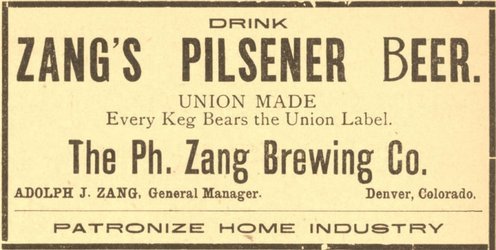 DRINK
ZANG'S PILSENER BEER.
UNION MADE
Every Keg Bears the Union Label.
The Ph. Zang Brewing Co.
ADOLPH J. ZANG, General Manager. Denver, Colorado.
PATRONIZE HOME INDUSTRY